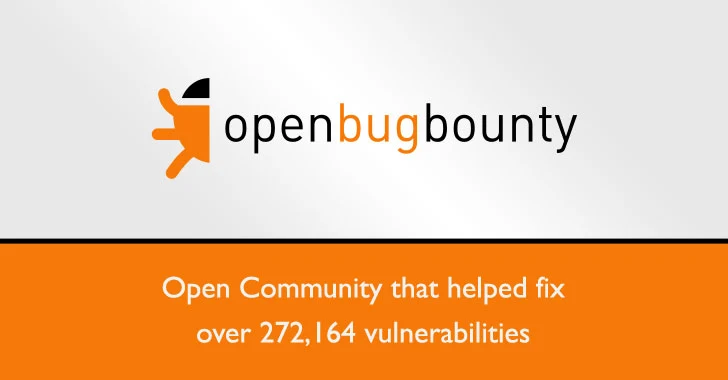 openbugbounty
Open Community that helped fix
over 272,164 vulnerabilities